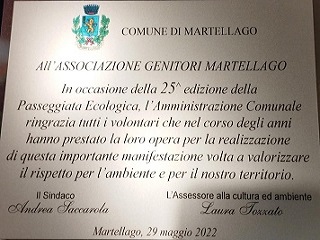 COMUNE DI MARTELLAGO
All'ASSOCIAZIONE GENITORI MARTELLAGO
In occasione della 25^ edizione della
Passeggiata Ecologica, l'Amministrazione Comunale
ringrazia tutti i volontari che nel corso degli anni
hanno prestato la loro opera per la realizzazione
di questa importante manifestazione volta a valorizzare
il rispetto per l'ambiente e per il nostro territorio.
Il Sindaco
Andrea Saccarola
L'Assessore alla cultura ed ambiente
Laura Tozzato
Martellago, 29 maggio 2022